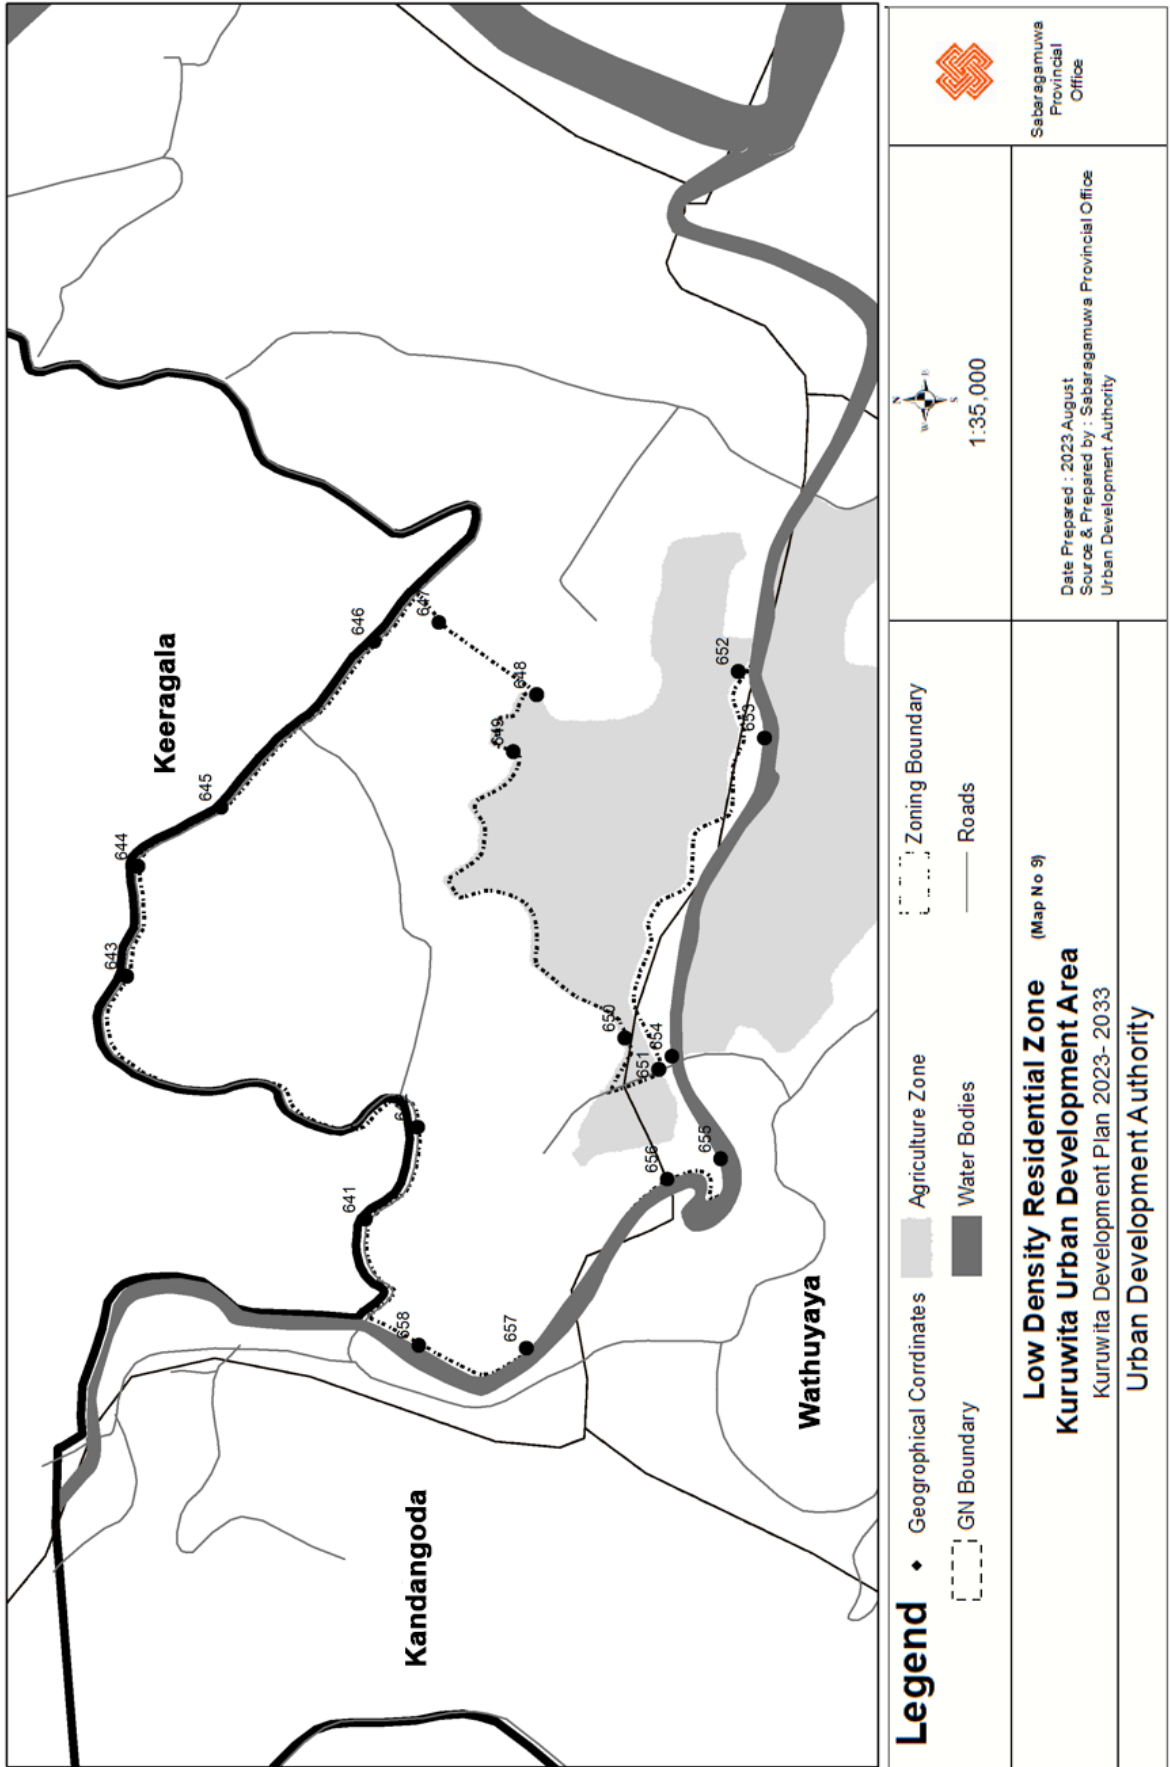 Keeragala
643
644
645
646
647
648
649
641
650
651
652
653
654
655
656
657
658
Kandangoda
Wathuyaya
Legend
Geogrophical Cordinates
Agriculture Zone
Zoning Boundary
GN Boundary
Water Bodies
Roads
N
W
S
1:35,000
Sabaragamuwa
Provincial
Office
Low Density Residential Zone (Map No 9)
Kuruwita Urban Development Area
Kuruwita Development Plan 2023- 2033
Urban Development Authority
Date Prepared : 2023 August
Source & Prepared by : Sabaragamuwa Provincial Office
Urban Development Authority